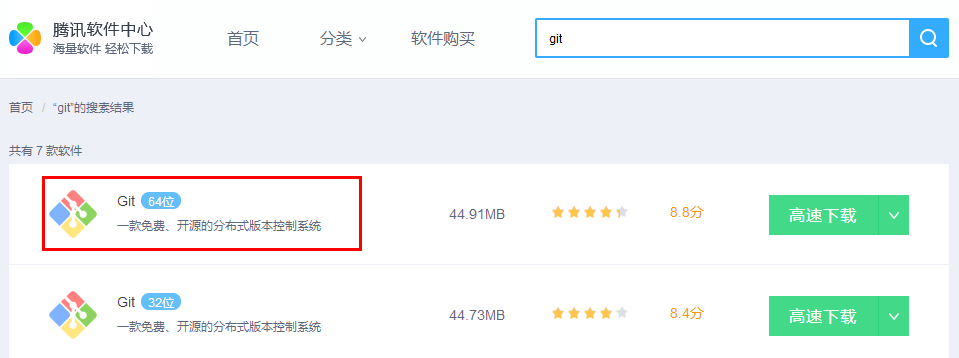 腾讯软件中心
海量软件 轻松下载
首页 分类 软件购买
git
首页 / “git”的搜索结果
共有 7 款软件
Git 64位
一款免费、开源的分布式版本控制系统
44.91MB 8.8分 高速下载
Git 32位
一款免费、开源的分布式版本控制系统
44.73MB 8.4分 高速下载